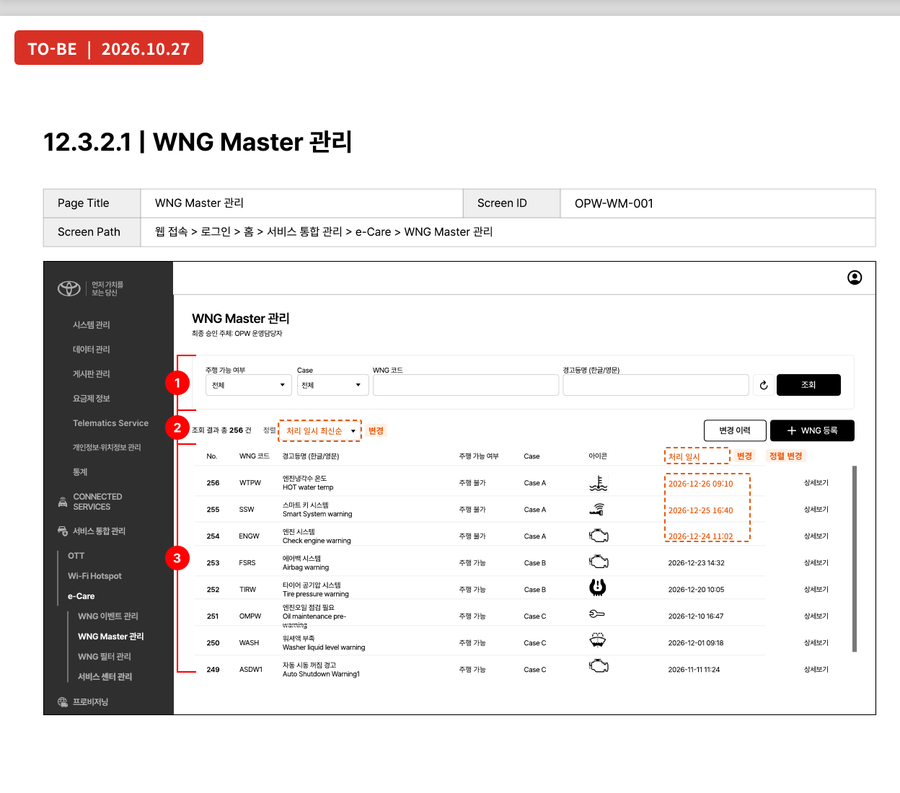 TO-BE | 2026.10.27
12.3.2.1 | WNG Master 관리
Page Title WNG Master 관리 Screen ID OPW-WM-001
Screen Path 웹 접속 > 로그인 > 홈 > 서비스 통합 관리 > e-Care > WNG Master 관리
먼저 가치를
보는 당신
시스템 관리
데이터 관리
게시판 관리
요금제 정보
Telematics Service
개인정보·위치정보 관리
통계
CONNECTED
SERVICES
서비스 통합 관리
OTT
Wi-Fi Hotspot
e-Care
WNG 이벤트 관리
WNG Master 관리
WNG 필터 관리
서비스 센터 관리
프로비저닝
WNG Master 관리
최종 승인 주체: OPW 운영담당자
1
주행 가능 여부 Case WNG 코드 경고등명 (한글/영문)
전체 전체 조회
2
조회 결과 총 256 건 정렬 처리 일시 최신순 변경 변경 이력 + WNG 등록
3
No. WNG 코드 경고등명 (한글/영문) 주행 가능 여부 Case 아이콘 처리 일시 변경 정렬 변경
256 WTPW 엔진냉각수 온도 HOT water temp 주행 불가 Case A 2026-12-26 09:10 상세보기
255 SSW 스마트 키 시스템 Smart System warning 주행 불가 Case A 2026-12-25 16:40 상세보기
254 ENGW 엔진 시스템 Check engine warning 주행 불가 Case A 2026-12-24 11:02 상세보기
253 FSRS 에어백 시스템 Airbag warning 주행 가능 Case B 2026-12-23 14:32 상세보기
252 TIRW 타이어 공기압 시스템 Tire pressure warning 주행 가능 Case B 2026-12-20 10:05 상세보기
251 OMPW 엔진오일 점검 필요 Oil maintenance pre-warning 주행 가능 Case C 2026-12-10 16:47 상세보기
250 WASH 워셔액 부족 Washer liquid level warning 주행 가능 Case C 2026-12-01 09:18 상세보기
249 ASDW1 자동 시동 꺼짐 경고 Auto Shutdown Warning1 주행 가능 Case C 2026-11-11 11:24 상세보기